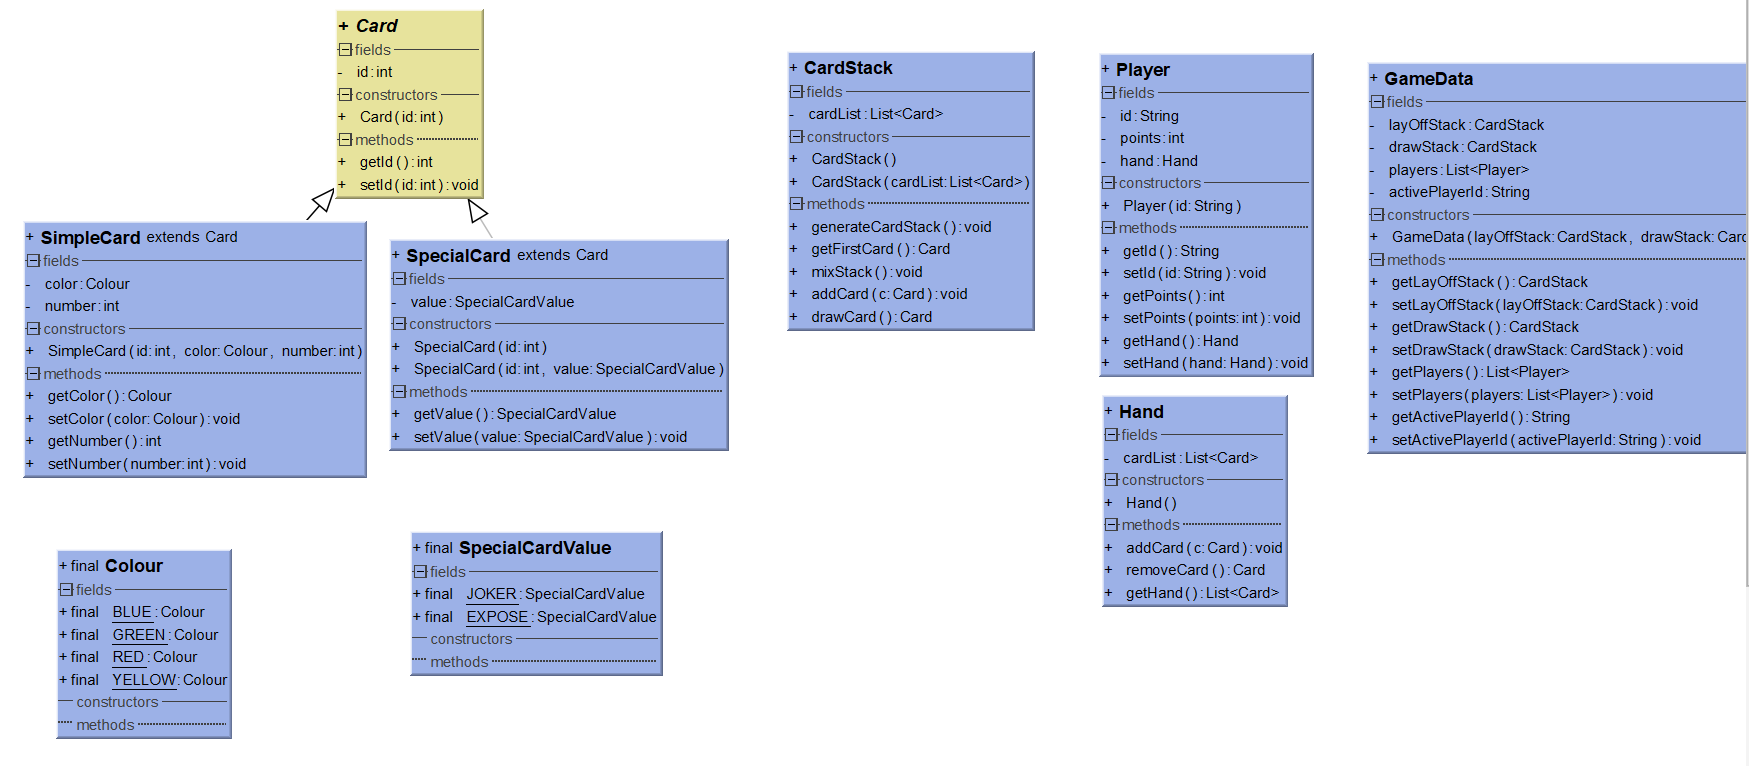 + Card
fields
- id : int
constructors
+ Card ( id : int )
methods
+ getId ( ) : int
+ setId ( id : int ) : void
+ SimpleCard extends Card
fields
- color : Colour
- number : int
constructors
+ SimpleCard ( id : int , color : Colour , number : int )
methods
+ getColor ( ) : Colour
+ setColor ( color : Colour ) : void
+ getNumber ( ) : int
+ setNumber ( number : int ) : void
+ SpecialCard extends Card
fields
- value : SpecialCardValue
constructors
+ SpecialCard ( id : int )
+ SpecialCard ( id : int , value : SpecialCardValue )
methods
+ getValue ( ) : SpecialCardValue
+ setValue ( value : SpecialCardValue ) : void
+ final Colour
fields
+ final BLUE : Colour
+ final GREEN : Colour
+ final RED : Colour
+ final YELLOW : Colour
constructors
methods
+ final SpecialCardValue
fields
+ final JOKER : SpecialCardValue
+ final EXPOSE : SpecialCardValue
constructors
methods
+ CardStack
fields
- cardList : List<Card>
constructors
+ CardStack ( )
+ CardStack ( cardList : List<Card> )
methods
+ generateCardStack ( ) : void
+ getFirstCard ( ) : Card
+ mixStack ( ) : void
+ addCard ( c : Card ) : void
+ drawCard ( ) : Card
+ Player
fields
- id : String
- points : int
- hand : Hand
constructors
+ Player ( id : String )
methods
+ getId ( ) : String
+ setId ( id : String ) : void
+ getPoints ( ) : int
+ setPoints ( points : int ) : void
+ getHand ( ) : Hand
+ setHand ( hand : Hand ) : void
+ Hand
fields
- cardList : List<Card>
constructors
+ Hand ( )
methods
+ addCard ( c : Card ) : void
+ removeCard ( ) : Card
+ getHand ( ) : List<Card>
+ GameData
fields
- layOffStack : CardStack
- drawStack : CardStack
- players : List<Player>
- activePlayerId : String
constructors
+ GameData ( layOffStack : CardStack , drawStack : Card
methods
+ getLayOffStack ( ) : CardStack
+ setLayOffStack ( layOffStack : CardStack ) : void
+ getDrawStack ( ) : CardStack
+ setDrawStack ( drawStack : CardStack ) : void
+ getPlayers ( ) : List<Player>
+ setPlayers ( players : List<Player> ) : void
+ getActivePlayerId ( ) : String
+ setActivePlayerId ( activePlayerId : String ) : void